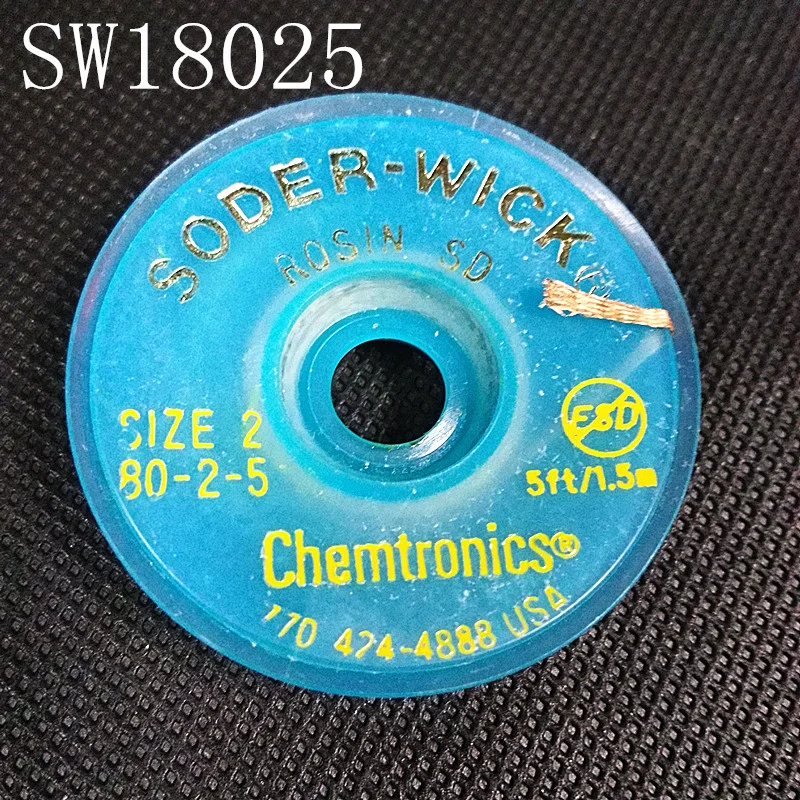 SW18025
SODER-WICK
ROSIN SD
SIZE 2
80-2-5
ESD
5ft/1.5m
Chemtronics®
770 424-4888 USA